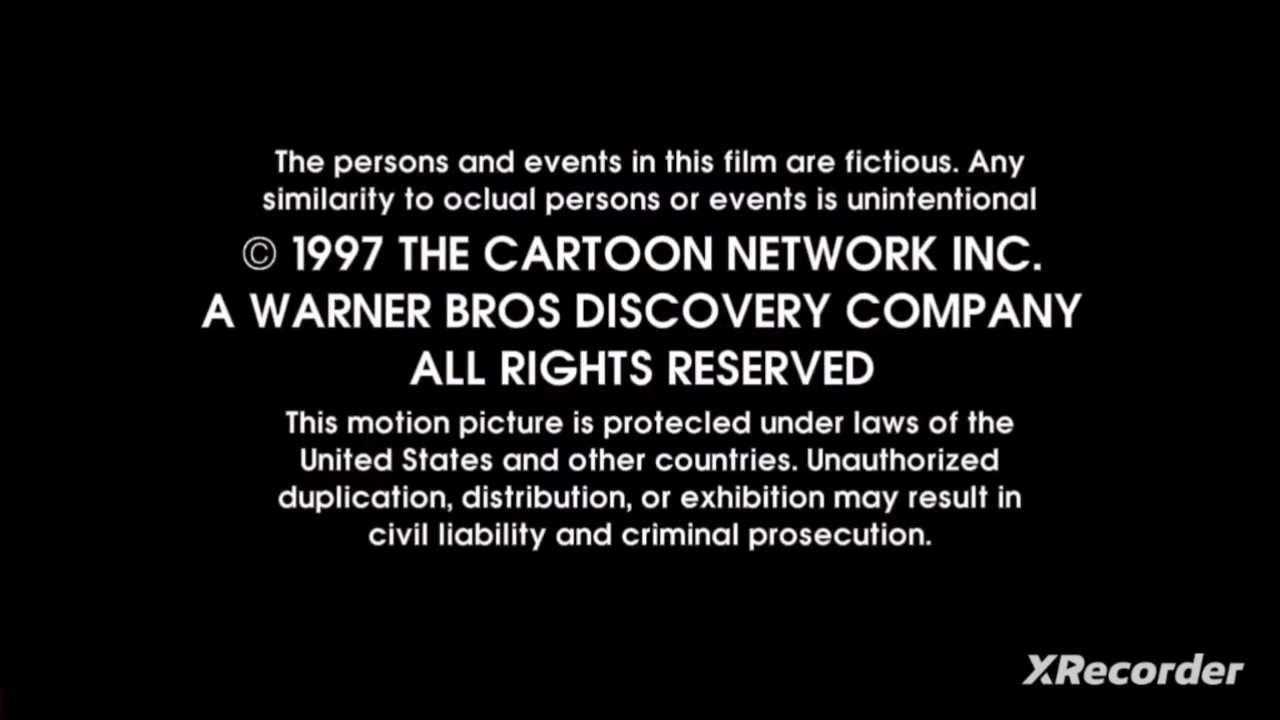 The persons and events in this film are fictious. Any
similarity to oclual persons or events is unintentional
© 1997 THE CARTOON NETWORK INC.
A WARNER BROS DISCOVERY COMPANY
ALL RIGHTS RESERVED
This motion picture is protecled under laws of the
United States and other countries. Unauthorized
duplication, distribution, or exhibition may result in
civil liability and criminal prosecution.
XRecorder